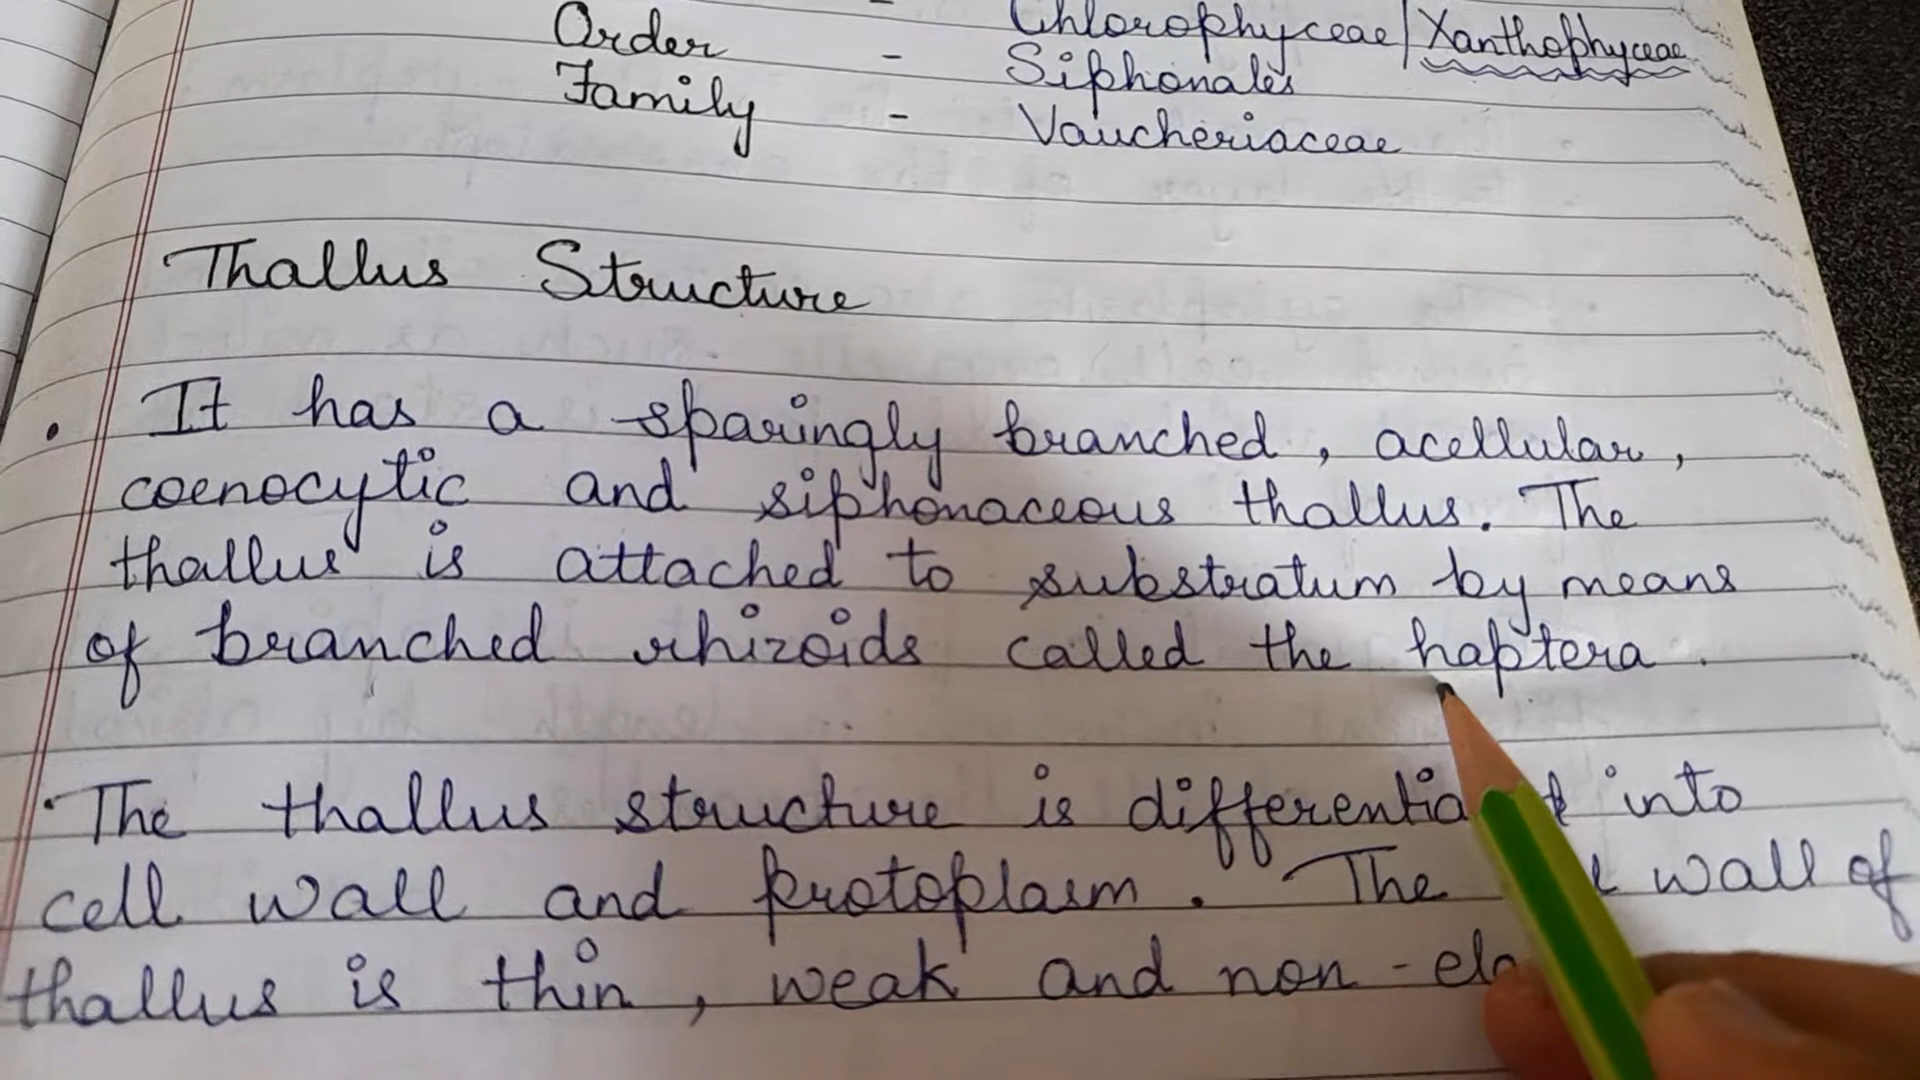 Chlorophyceae/Xanthophyceae
Order - Siphonales
Family - Vaucheriaceae
Thallus Structure
• It has a sparingly branched, acellular,
coenocytic and siphonaceous thallus. The
thallus is attached to substratum by means
of branched rhizoids called the haptera.
• The thallus structure is into
cell wall and protoplasm. The wall of
thallus is thin, weak and non-